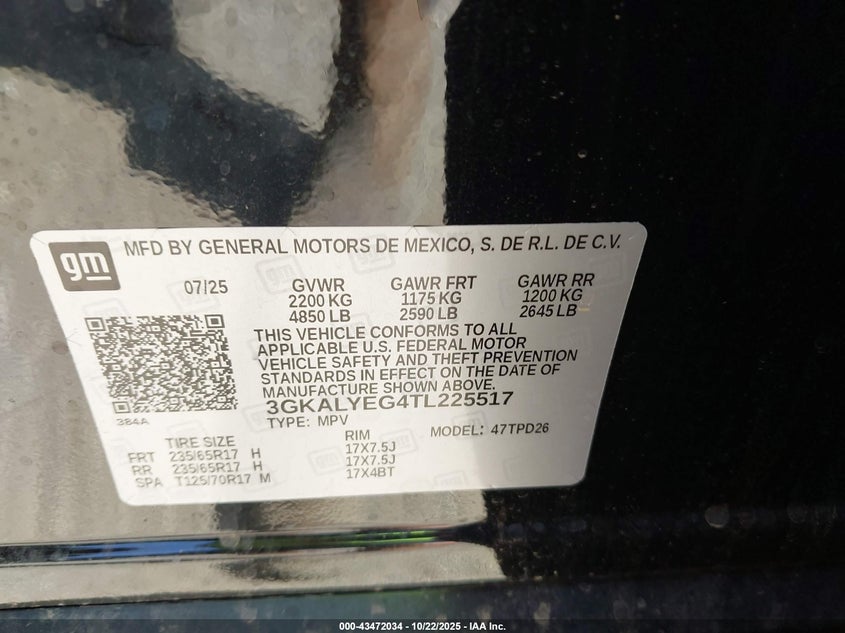 gm
MFD BY GENERAL MOTORS DE MEXICO, S. DE R.L. DE C.V.
07/25 GVWR GAWR FRT GAWR RR
2200 KG 1175 KG 1200 KG
4850 LB 2590 LB 2645 LB
THIS VEHICLE CONFORMS TO ALL
APPLICABLE U.S. FEDERAL MOTOR
VEHICLE SAFETY AND THEFT PREVENTION
STANDARDS IN EFFECT ON THE DATE OF
MANUFACTURE SHOWN ABOVE.
3GKALYEG4TL225517
384A
TYPE: MPV MODEL: 47TPD26
TIRE SIZE RIM
FRT 235/65R17 H 17X7.5J
RR 235/65R17 H 17X7.5J
SPA T125/70R17 M 17X4BT
000-43472034 - 10/22/2025 - IAA Inc.